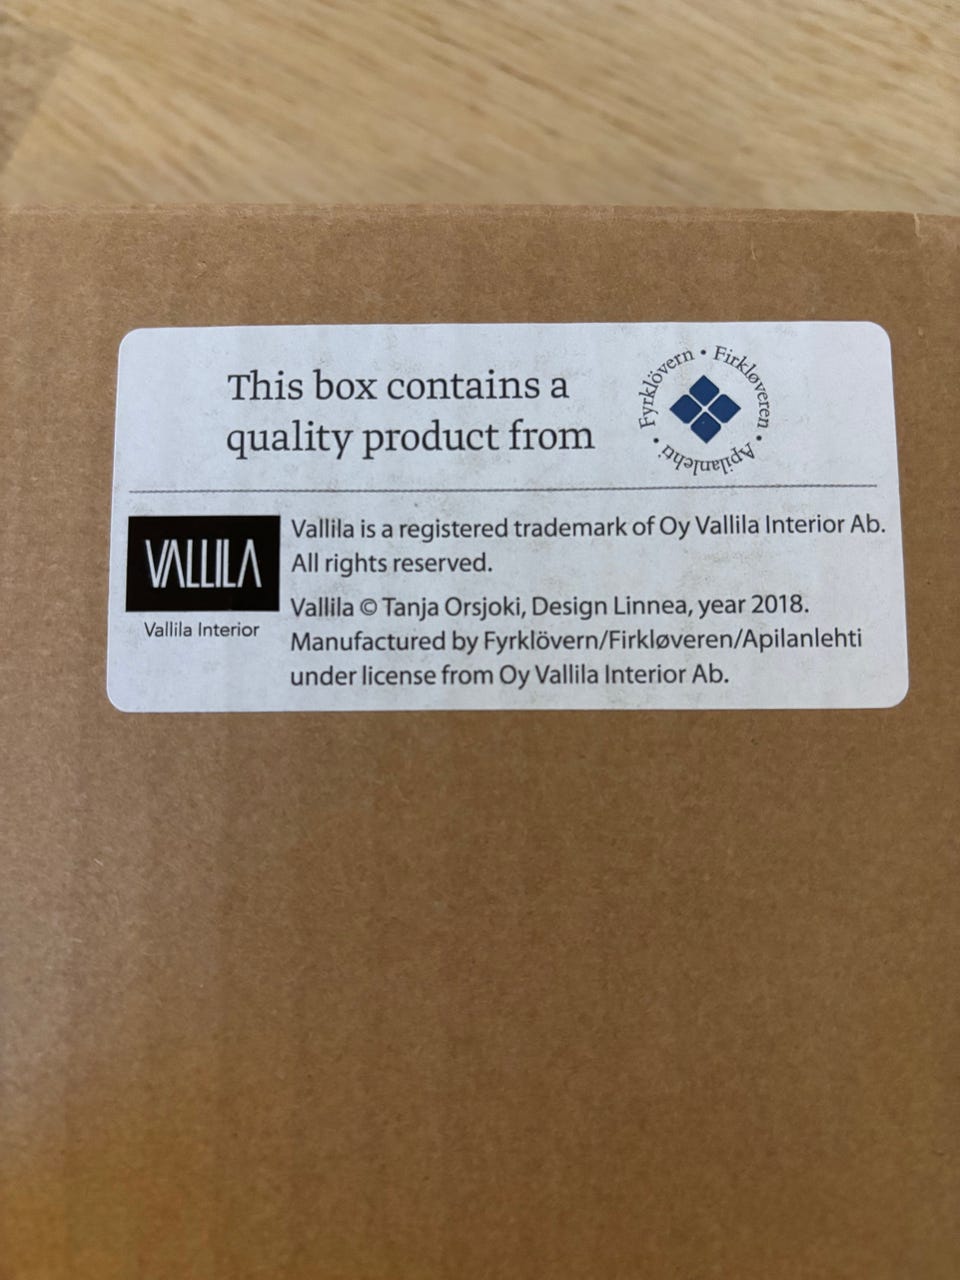 This box contains a
quality product from
Fyrklövern • Firkløveren • Apilanlehti •
VALLILA
Vallila Interior
Vallila is a registered trademark of Oy Vallila Interior Ab.
All rights reserved.
Vallila © Tanja Orsjoki, Design Linnea, year 2018.
Manufactured by Fyrklövern/Firkløveren/Apilanlehti
under license from Oy Vallila Interior Ab.